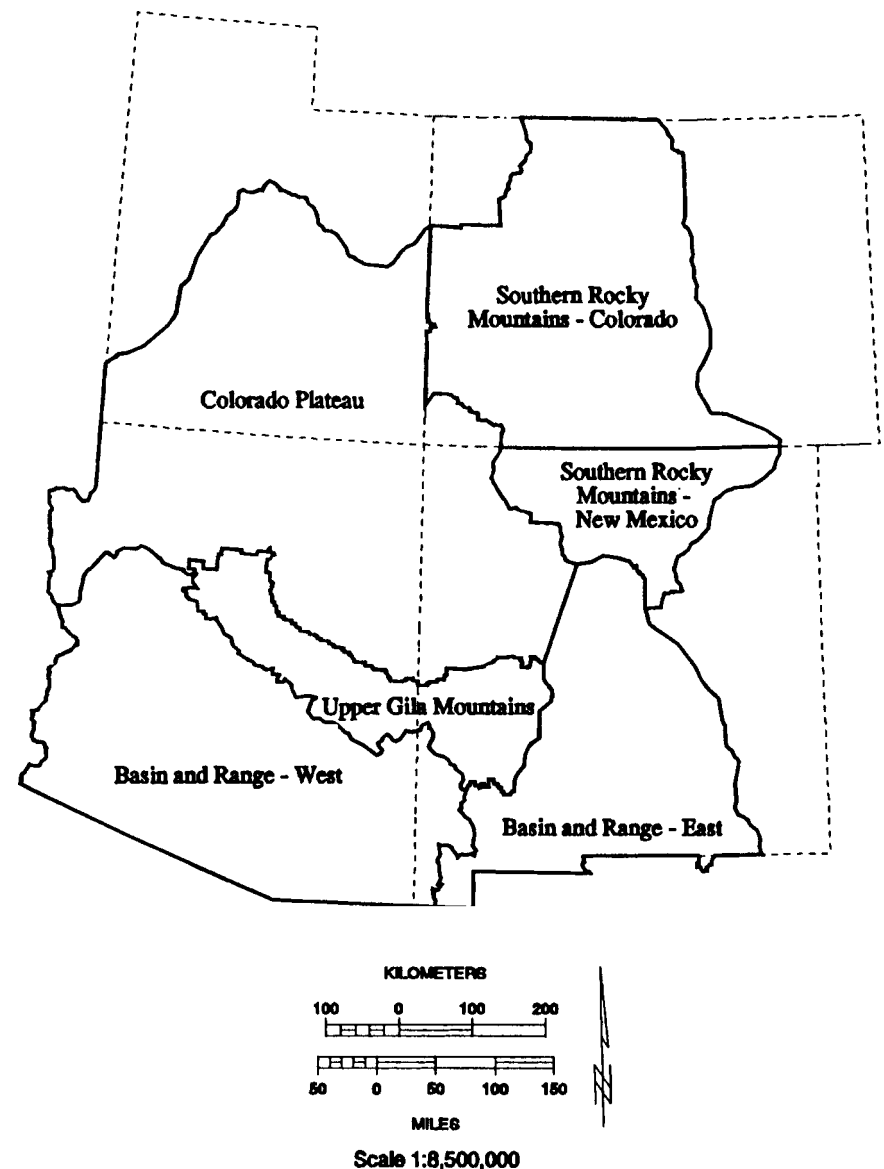 Southern Rocky
Mountains - Colorado
Colorado Plateau
Southern Rocky
Mountains -
New Mexico
Upper Gila Mountains
Basin and Range - West
Basin and Range - East
KILOMETERS
100 0 100 200
50 0 50 100 150
MILES
Scale 1:8,500,000